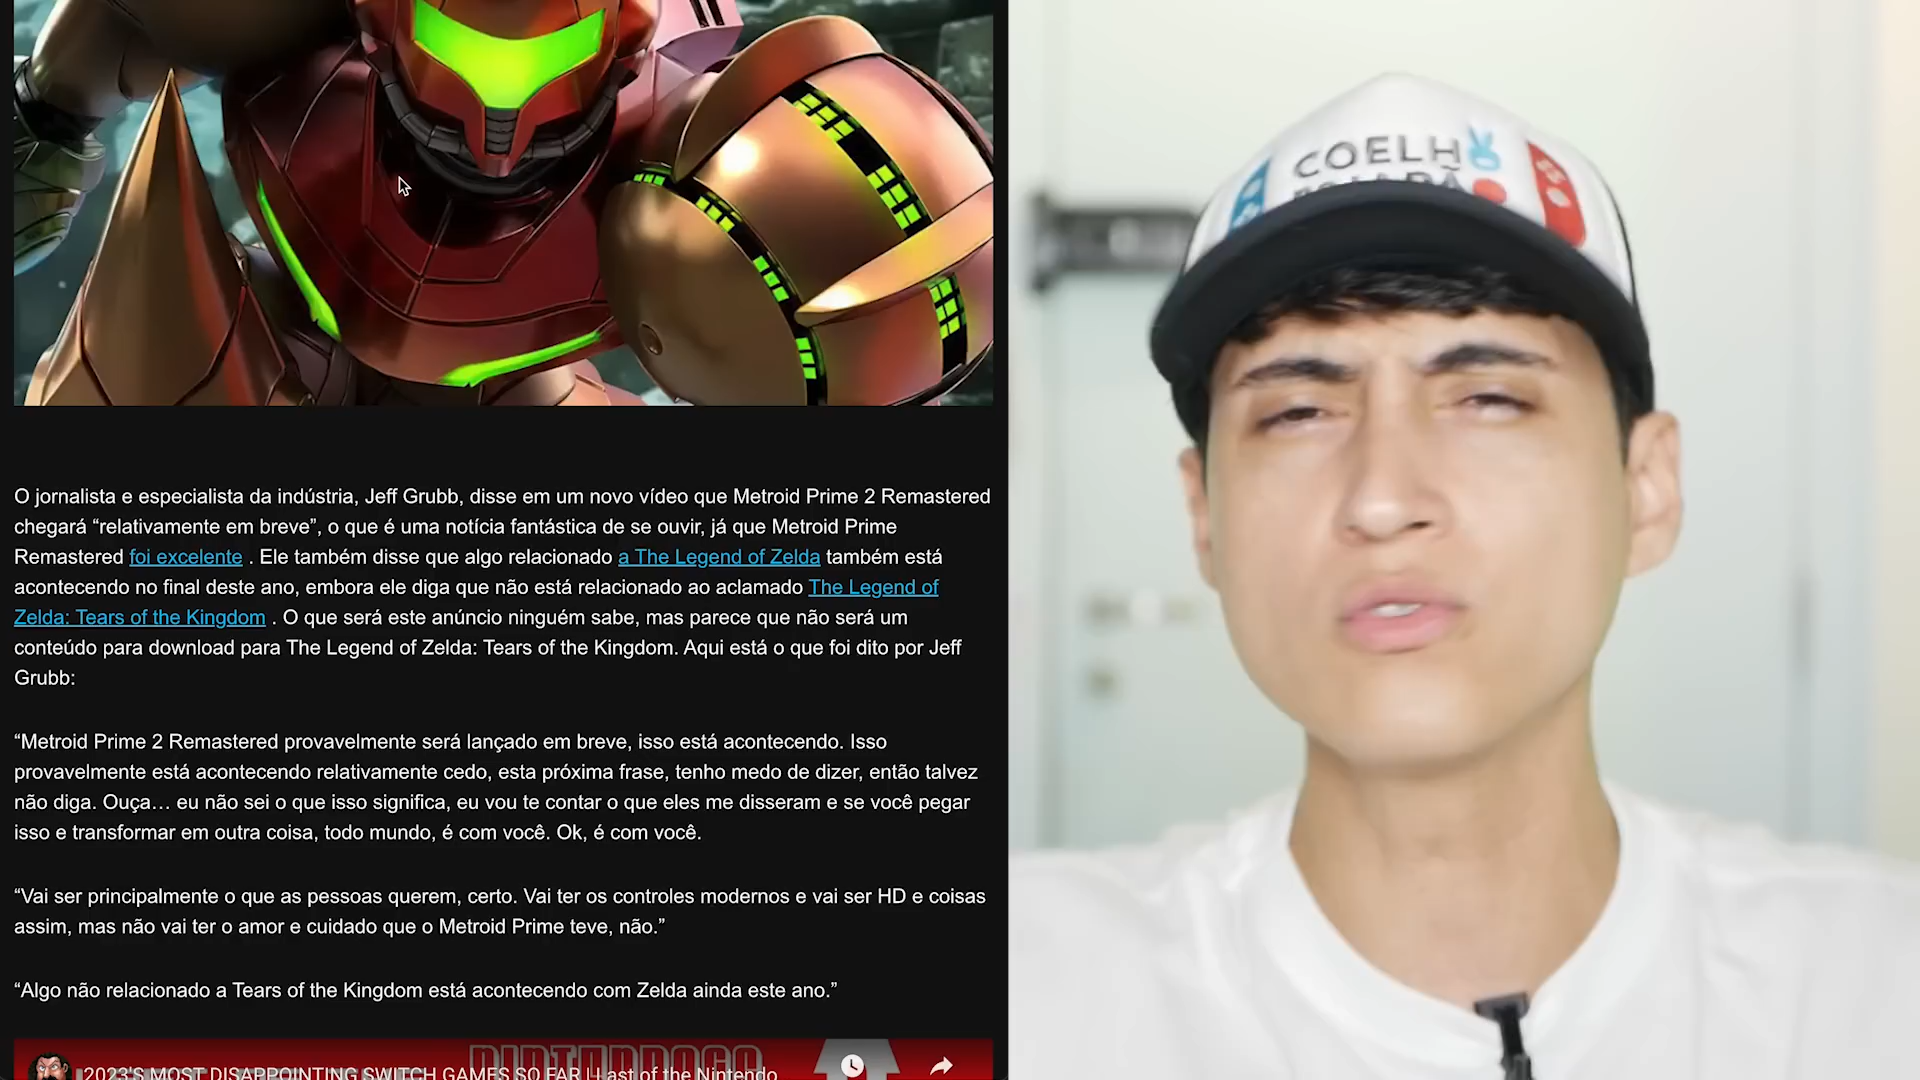 COELH
O jornalista e especialista da indústria, Jeff Grubb, disse em um novo vídeo que Metroid Prime 2 Remastered
chegará “relativamente em breve”, o que é uma notícia fantástica de se ouvir, já que Metroid Prime
Remastered foi excelente . Ele também disse que algo relacionado a The Legend of Zelda também está
acontecendo no final deste ano, embora ele diga que não está relacionado ao aclamado The Legend of
Zelda: Tears of the Kingdom . O que será este anúncio ninguém sabe, mas parece que não será um
conteúdo para download para The Legend of Zelda: Tears of the Kingdom. Aqui está o que foi dito por Jeff
Grubb:
“Metroid Prime 2 Remastered provavelmente será lançado em breve, isso está acontecendo. Isso
provavelmente está acontecendo relativamente cedo, esta próxima frase, tenho medo de dizer, então talvez
não diga. Ouça… eu não sei o que isso significa, eu vou te contar o que eles me disseram e se você pegar
isso e transformar em outra coisa, todo mundo, é com você. Ok, é com você.
“Vai ser principalmente o que as pessoas querem, certo. Vai ter os controles modernos e vai ser HD e coisas
assim, mas não vai ter o amor e cuidado que o Metroid Prime teve, não.”
“Algo não relacionado a Tears of the Kingdom está acontecendo com Zelda ainda este ano.”
2023'S MOST DISAPPOINTING SWITCH GAMES SO FAR | Last of the Nintendo